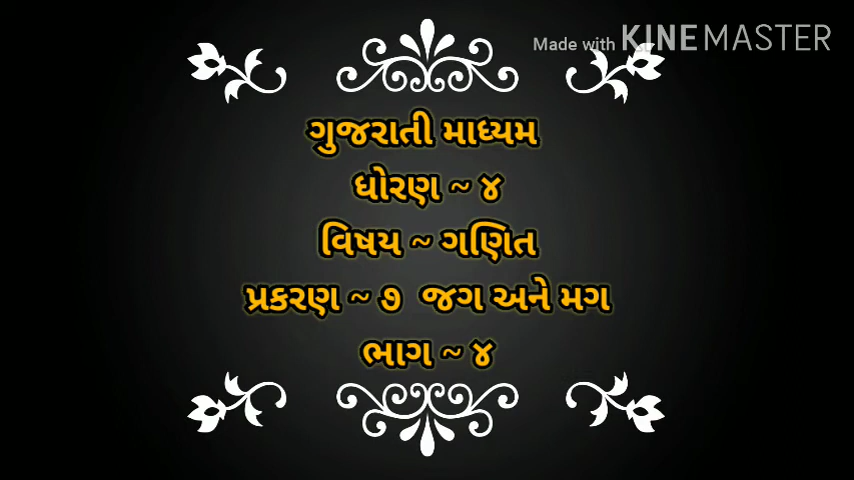 Made with KINEMASTER
ગુજરાતી માધ્યમ
ધોરણ ~ ૪
વિષય ~ ગણિત
પ્રકરણ ~ ૭ જગ અને મગ
ભાગ ~ ૪